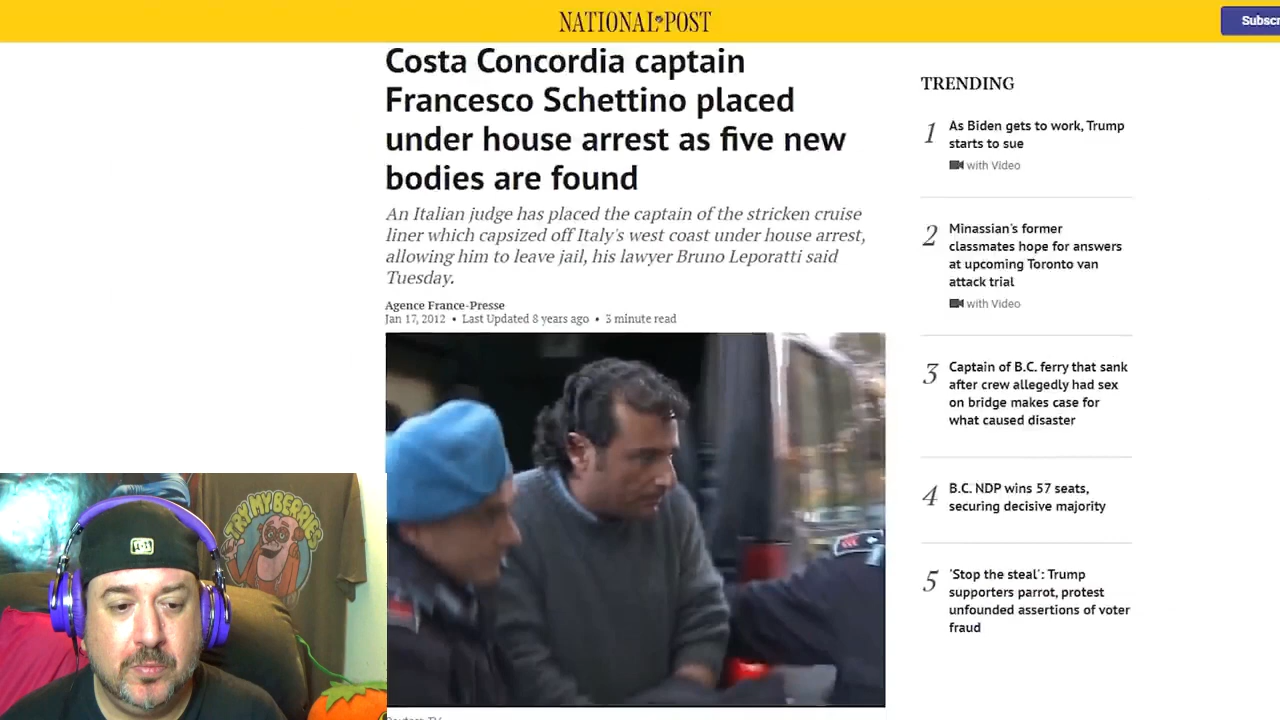 NATIONAL POST
Subscr
Costa Concordia captain
Francesco Schettino placed
under house arrest as five new
bodies are found
An Italian judge has placed the captain of the stricken cruise
liner which capsized off Italy's west coast under house arrest,
allowing him to leave jail, his lawyer Bruno Leporatti said
Tuesday.
Agence France-Presse
Jan 17, 2012 • Last Updated 8 years ago • 3 minute read
TRENDING
1 As Biden gets to work, Trump
starts to sue
with Video
2 Minassian's former
classmates hope for answers
at upcoming Toronto van
attack trial
with Video
3 Captain of B.C. ferry that sank
after crew allegedly had sex
on bridge makes case for
what caused disaster
4 B.C. NDP wins 57 seats,
securing decisive majority
5 'Stop the steal': Trump
supporters parrot, protest
unfounded assertions of voter
fraud
TRY MY BERRIES